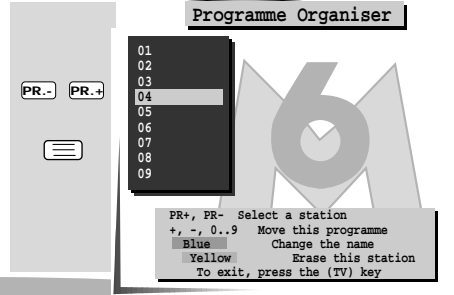 Programme Organiser
01
02
03
04
05
06
07
08
09
PR.- PR.+
6
M
PR+, PR- Select a station
+, -, 0..9 Move this programme
Blue Change the name
Yellow Erase this station
To exit, press the (TV) key